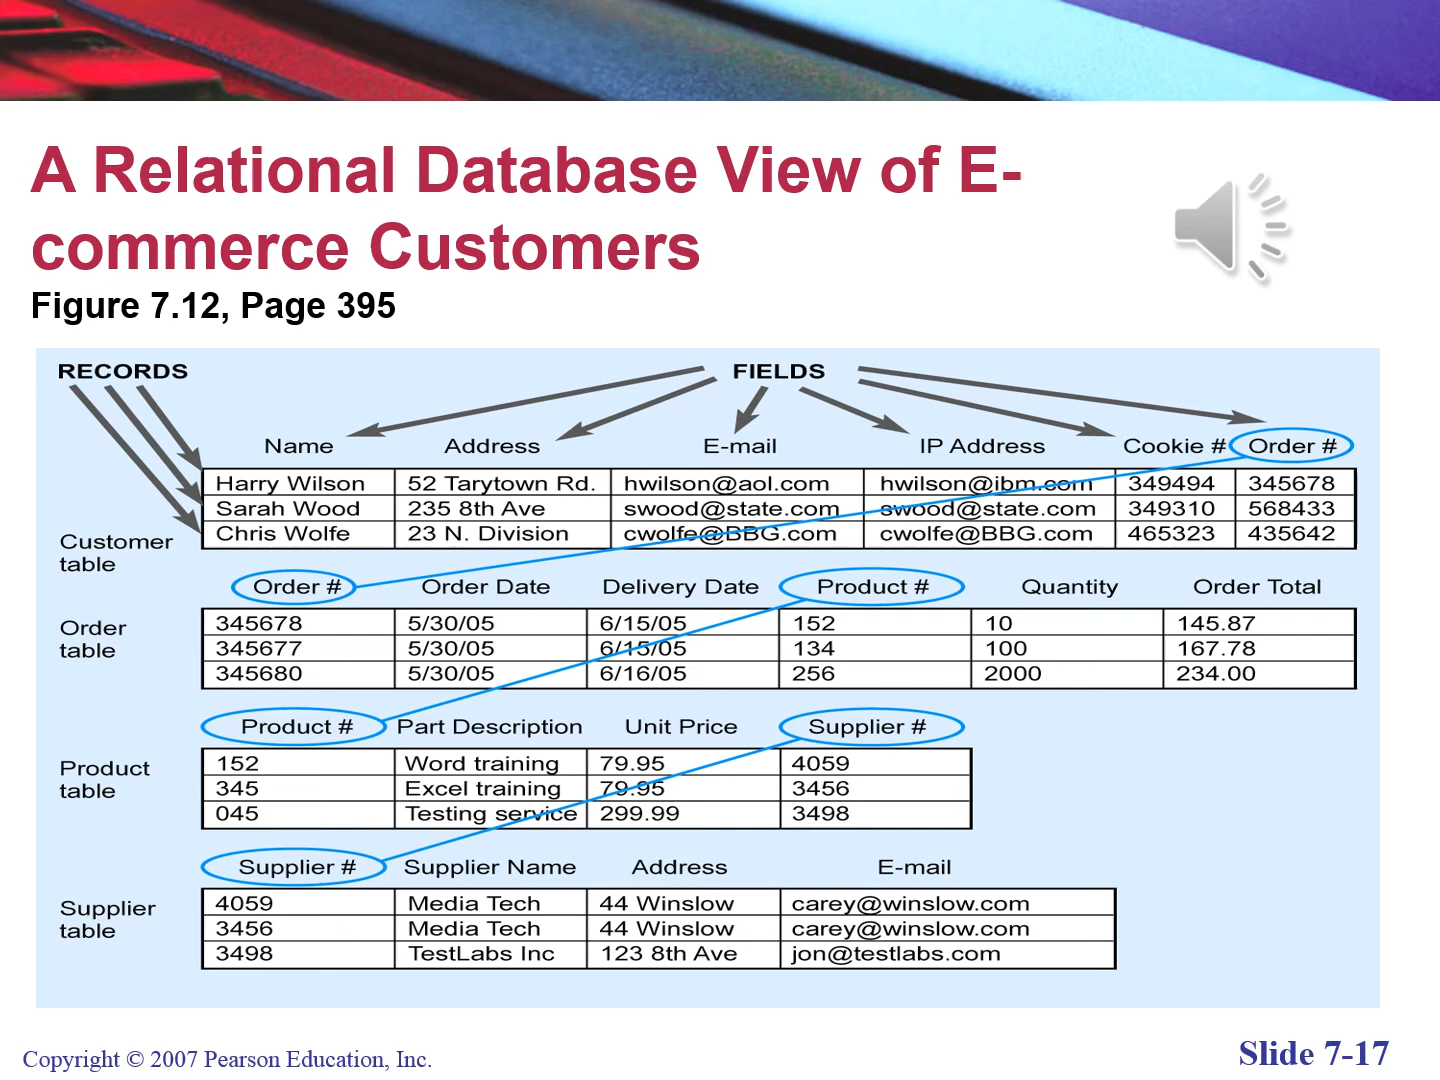 A Relational Database View of E-
commerce Customers
Figure 7.12, Page 395
RECORDS FIELDS
Name Address E-mail IP Address Cookie # Order #
Harry Wilson 52 Tarytown Rd. hwilson@aol.com hwilson@ibm.com 349494 345678
Sarah Wood 235 8th Ave swood@state.com swood@state.com 349310 568433
Chris Wolfe 23 N. Division cwolfe@BBG.com cwolfe@BBG.com 465323 435642
Customer
table
Order # Order Date Delivery Date Product # Quantity Order Total
345678 5/30/05 6/15/05 152 10 145.87
345677 5/30/05 6/15/05 134 100 167.78
345680 5/30/05 6/16/05 256 2000 234.00
Order
table
Product # Part Description Unit Price Supplier #
152 Word training 79.95 4059
345 Excel training 79.95 3456
045 Testing service 299.99 3498
Product
table
Supplier # Supplier Name Address E-mail
4059 Media Tech 44 Winslow carey@winslow.com
3456 Media Tech 44 Winslow carey@winslow.com
3498 TestLabs Inc 123 8th Ave jon@testlabs.com
Supplier
table
Copyright © 2007 Pearson Education, Inc.
Slide 7-17